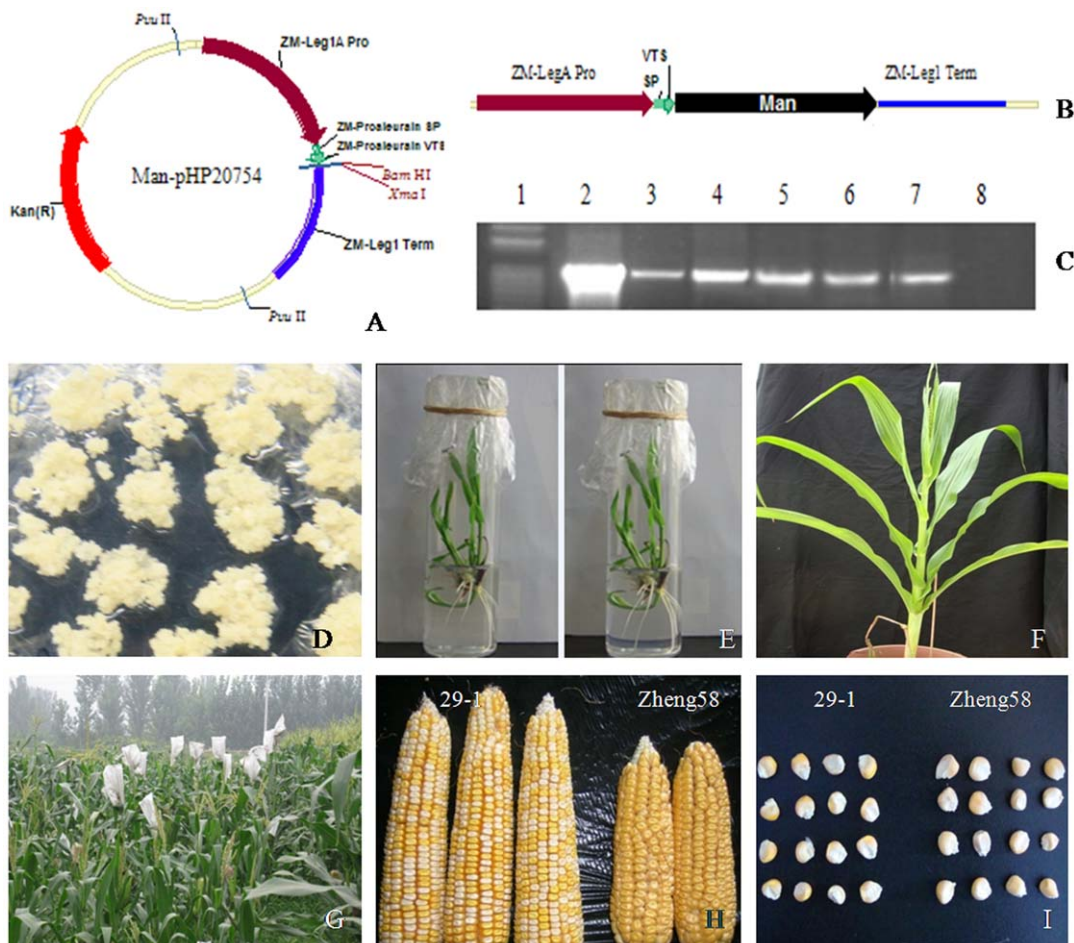 Pvu II
ZM-Leg1A Pro
ZM-Proaleurain SP
ZM-Proaleurain VTS
Bam HI
Xma I
Man-pHP20754
Kan(R)
ZM-Leg1 Term
Pvu II
A
ZM-LegA Pro
VTS
SP
ZM-Leg1 Term
Man
B
1 2 3 4 5 6 7 8
C
D
E
F
G
29-1 Zheng58
H
29-1 Zheng58
I